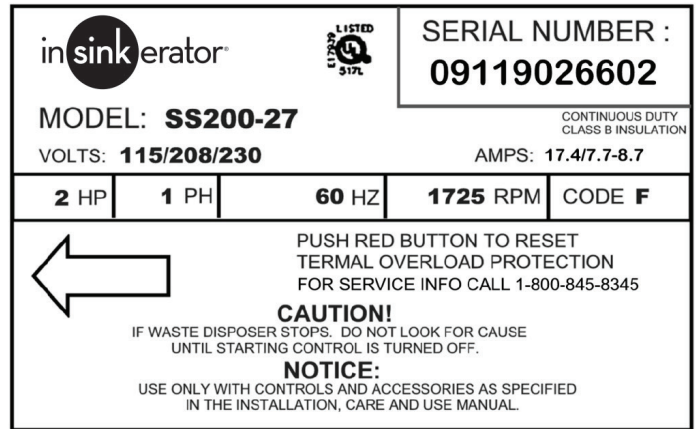 insinkerator®
LISTED
E17939
UL
517L
SERIAL NUMBER :
09119026602
MODEL: SS200-27
CONTINUOUS DUTY
CLASS B INSULATION
VOLTS: 115/208/230
AMPS: 17.4/7.7-8.7
2 HP
1 PH
60 HZ
1725 RPM
CODE F
PUSH RED BUTTON TO RESET
TERMAL OVERLOAD PROTECTION
FOR SERVICE INFO CALL 1-800-845-8345
CAUTION!
IF WASTE DISPOSER STOPS. DO NOT LOOK FOR CAUSE
UNTIL STARTING CONTROL IS TURNED OFF.
NOTICE:
USE ONLY WITH CONTROLS AND ACCESSORIES AS SPECIFIED
IN THE INSTALLATION, CARE AND USE MANUAL.